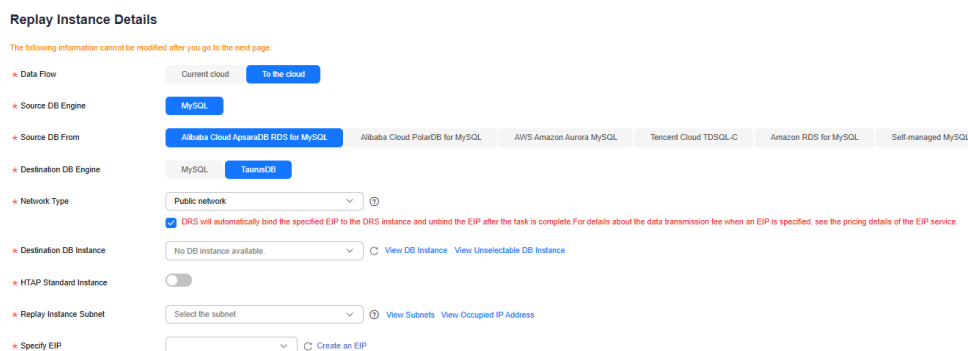 Replay Instance Details
The following information cannot be modified after you go to the next page.
* Data Flow Current cloud To the cloud
* Source DB Engine MySQL
* Source DB From Alibaba Cloud ApsaraDB RDS for MySQL Alibaba Cloud PolarDB for MySQL AWS Amazon Aurora MySQL Tencent Cloud TDSQL-C Amazon RDS for MySQL Self-managed MySQL
* Destination DB Engine MySQL TaurusDB
* Network Type Public network
DRS will automatically bind the specified EIP to the DRS instance and unbind the EIP after the task is complete.For details about the data transmission fee when an EIP is specified, see the pricing details of the EIP service.
* Destination DB Instance No DB instance available. View DB Instance View Unselectable DB Instance
* HTAP Standard Instance
* Replay Instance Subnet Select the subnet View Subnets View Occupied IP Address
* Specify EIP Create an EIP